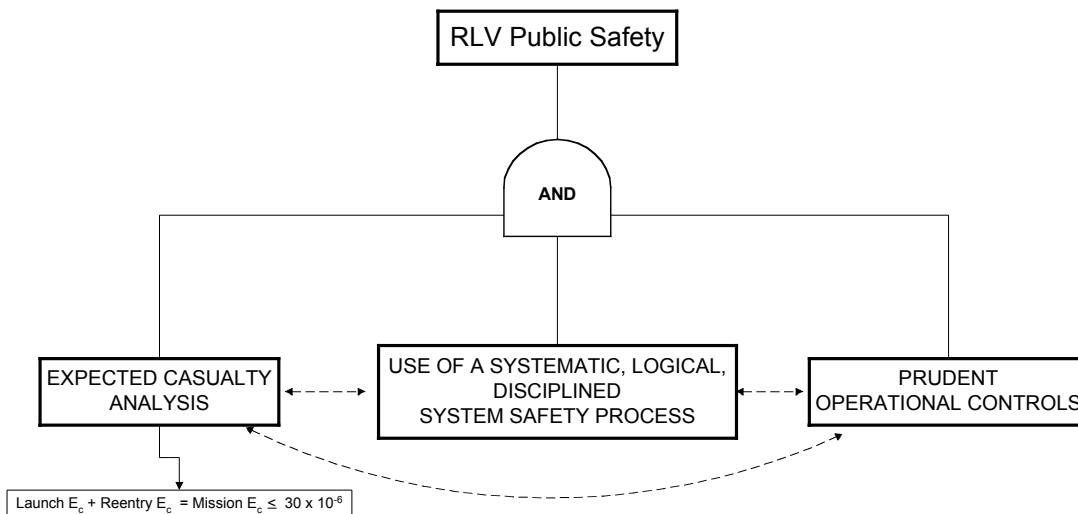 RLV Public Safety
AND
EXPECTED CASUALTY
ANALYSIS
USE OF A SYSTEMATIC, LOGICAL,
DISCIPLINED
SYSTEM SAFETY PROCESS
PRUDENT
OPERATIONAL CONTROLS
Launch E_c + Reentry E_c = Mission E_c ≤ 30 x 10^-6